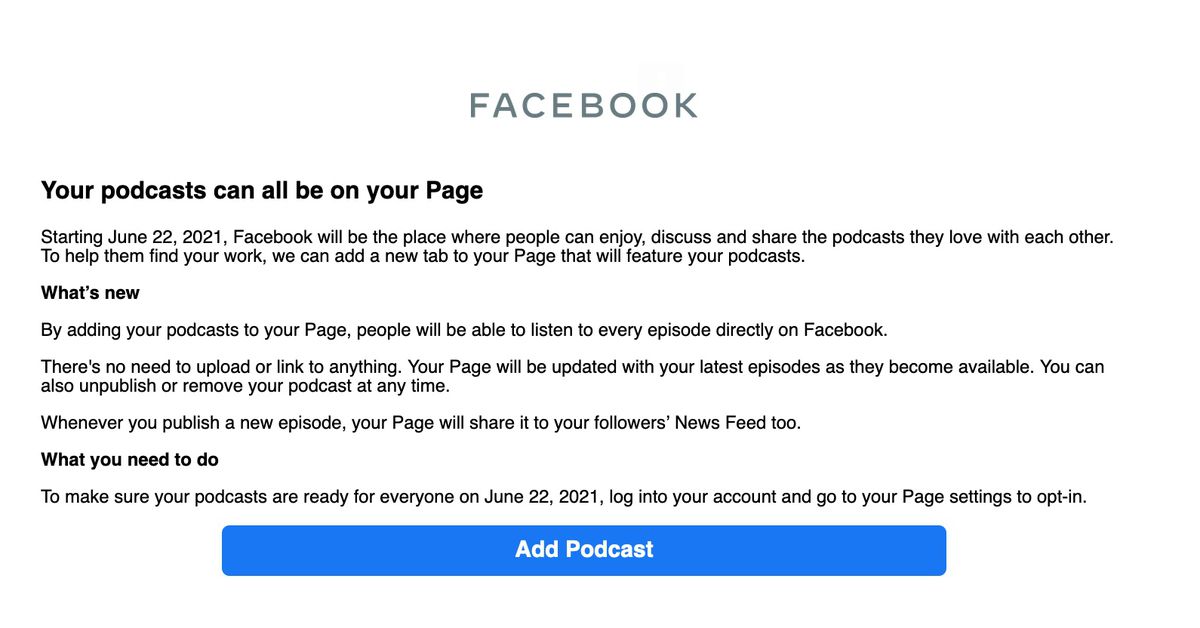 FACEBOOK
Your podcasts can all be on your Page
Starting June 22, 2021, Facebook will be the place where people can enjoy, discuss and share the podcasts they love with each other.
To help them find your work, we can add a new tab to your Page that will feature your podcasts.
What’s new
By adding your podcasts to your Page, people will be able to listen to every episode directly on Facebook.
There's no need to upload or link to anything. Your Page will be updated with your latest episodes as they become available. You can
also unpublish or remove your podcast at any time.
Whenever you publish a new episode, your Page will share it to your followers’ News Feed too.
What you need to do
To make sure your podcasts are ready for everyone on June 22, 2021, log into your account and go to your Page settings to opt-in.
Add Podcast